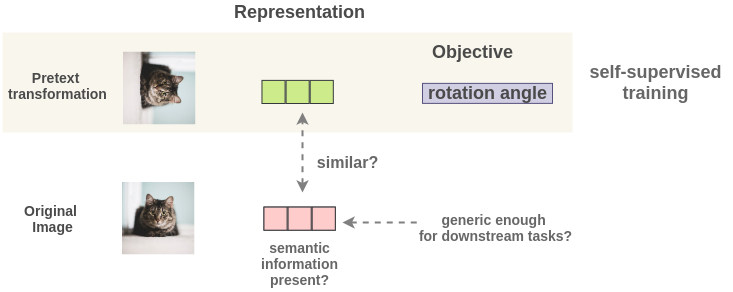 Representation
Objective
Pretext
transformation
rotation angle
self-supervised
training
similar?
Original
Image
generic enough
for downstream tasks?
semantic
information
present?